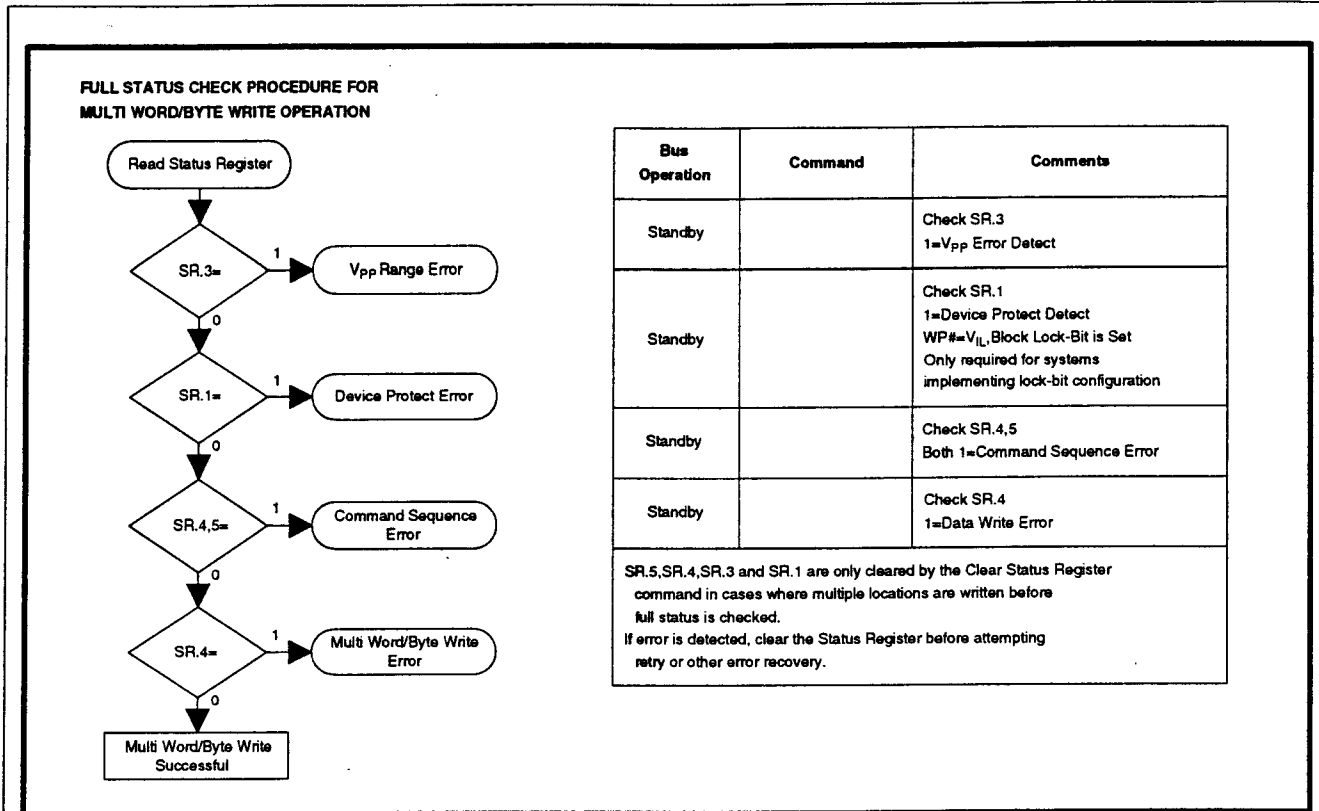 FULL STATUS CHECK PROCEDURE FOR
MULTI WORD/BYTE WRITE OPERATION
Read Status Register
SR.3=
1
VPP Range Error
0
SR.1=
1
Device Protect Error
0
SR.4,5=
1
Command Sequence
Error
0
SR.4=
1
Multi Word/Byte Write
Error
0
Multi Word/Byte Write
Successful
Bus
Operation
Command
Comments
Standby
Check SR.3
1=VPP Error Detect
Standby
Check SR.1
1=Device Protect Detect
WP#=VIL,Block Lock-Bit is Set
Only required for systems
implementing lock-bit configuration
Standby
Check SR.4,5
Both 1=Command Sequence Error
Standby
Check SR.4
1=Data Write Error
SR.5,SR.4,SR.3 and SR.1 are only cleared by the Clear Status Register
command in cases where multiple locations are written before
full status is checked.
If error is detected, clear the Status Register before attempting
retry or other error recovery.